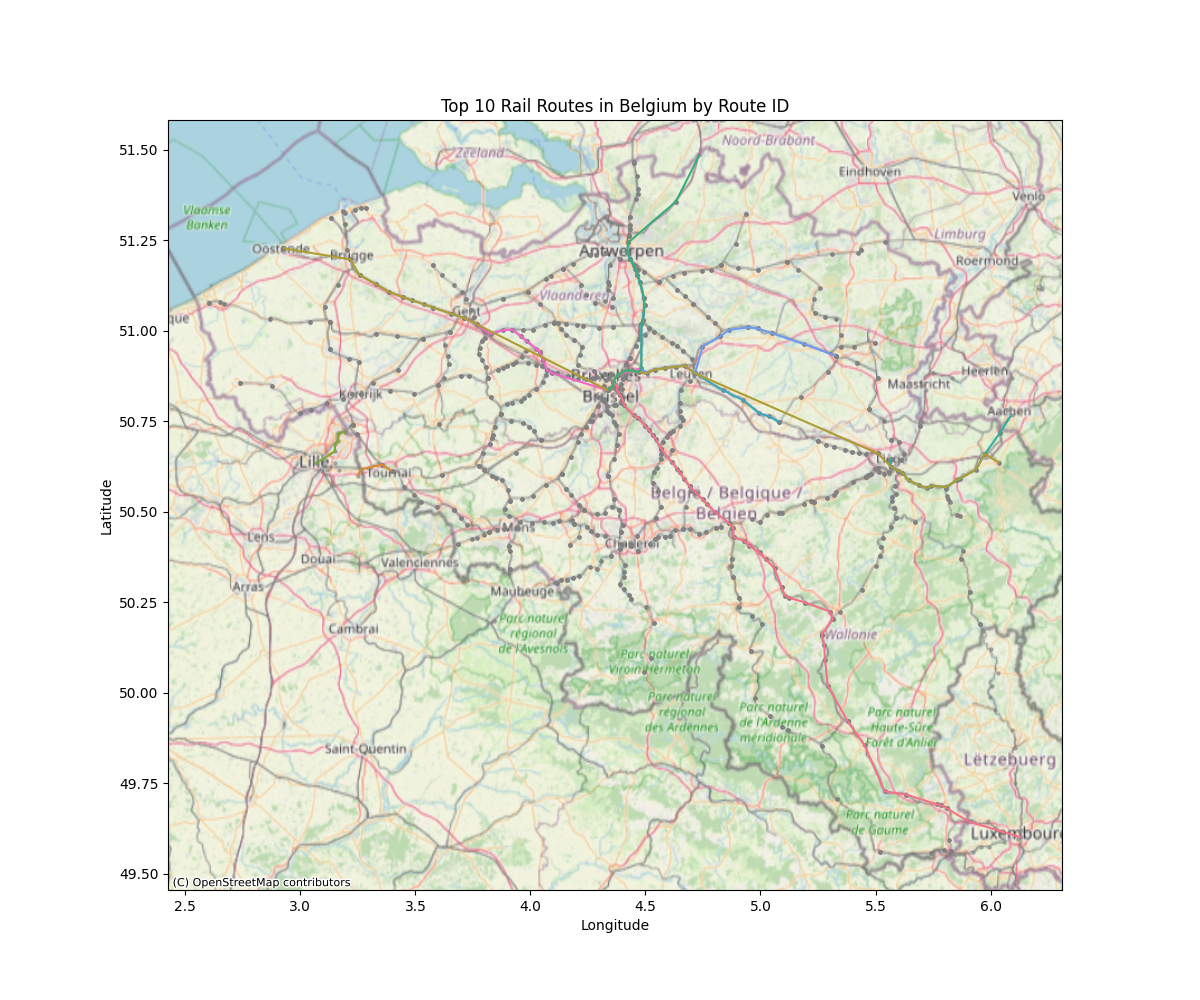 Top 10 Rail Routes in Belgium by Route ID
Latitude
51.50
51.25
51.00
50.75
50.50
50.25
50.00
49.75
49.50
Noord-Brabant
Zeeland
Eindhoven
Venlo
Vlaamse
Banken
Limburg
Oostende
Brugge
Antwerpen
Roermond
Vlaanderen
que
Gent
Bruxelles
Brussel
Leuven
Heerlen
Maastricht
Kortrijk
Aachen
Lille
Tournai
België / Belgique /
Belgien
Mons
Lens
Charleroi
Douai
Valenciennes
Arras
Maubeuge
Parc naturel
régional
de l'Avesnois
Cambrai
Wallonie
Parc naturel
Viroin-Hermeton
Parc naturel
régional
des Ardennes
Parc naturel
de l'Ardenne
méridionale
Parc naturel
Haute-Sûre
Forêt d'Anlier
Saint-Quentin
Lëtzebuerg
Parc naturel
de Gaume
Luxembourg
(C) OpenStreetMap contributors
2.5 3.0 3.5 4.0 4.5 5.0 5.5 6.0
Longitude